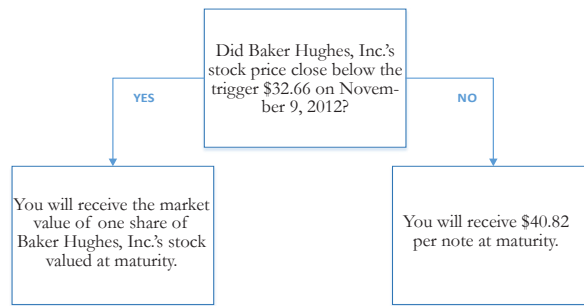 Did Baker Hughes, Inc.'s
stock price close below the
trigger $32.66 on Novem-
ber 9, 2012?
YES
NO
You will receive the market
value of one share of
Baker Hughes, Inc.'s stock
valued at maturity.
You will receive $40.82
per note at maturity.